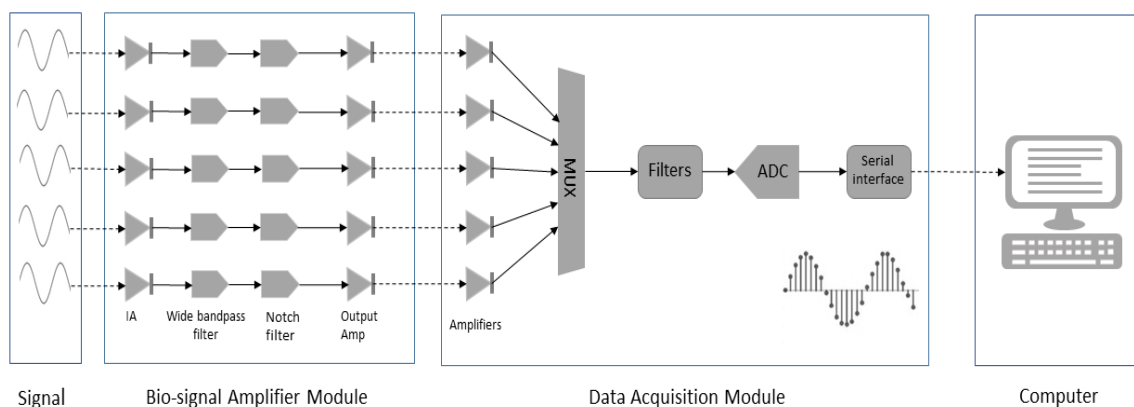 MUX
Filters
ADC
Serial
interface
IA
Wide bandpass
filter
Notch
filter
Output
Amp
Amplifiers
Signal
Bio-signal Amplifier Module
Data Acquisition Module
Computer